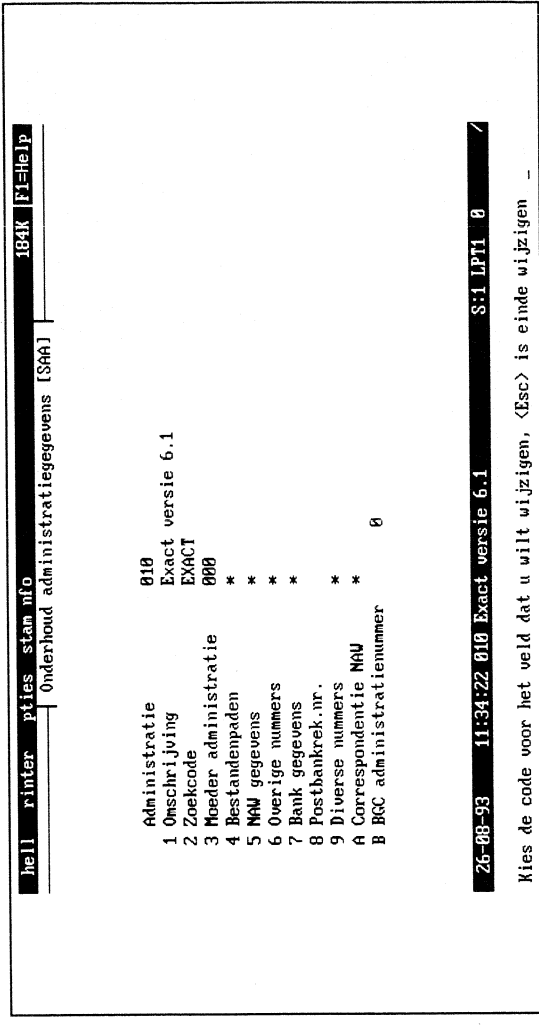 hell rinter pties stam nfo 184K F1=Help
Onderhoud administratiegegevens [SAA]
Administratie 010
1 Omschrijving Exact versie 6.1
2 Zoekcode EXACT
3 Moeder administratie 000
4 Bestandenpaden *
5 NAW gegevens *
6 Overige nummers *
7 Bank gegevens *
8 Postbankrek.nr.
9 Diverse nummers *
A Correspondentie NAW *
B BGC administratienummer 0
26-08-93 11:34:22 010 Exact versie 6.1 S:1 LPT1 0 /
Kies de code voor het veld dat u wilt wijzigen, <Esc> is einde wijzigen _